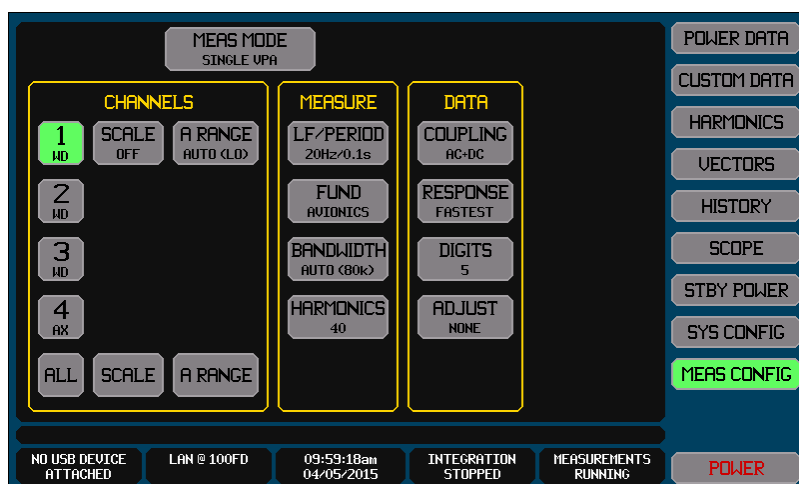 MEAS MODE
SINGLE VPA
CHANNELS
1
WD
SCALE
OFF
A RANGE
AUTO (LO)
2
WD
3
WD
4
AX
ALL
SCALE
A RANGE
MEASURE
LF/PERIOD
20Hz/0.1s
FUND
AVIONICS
BANDWIDTH
AUTO (80k)
HARMONICS
40
DATA
COUPLING
AC+DC
RESPONSE
FASTEST
DIGITS
5
ADJUST
NONE
POWER DATA
CUSTOM DATA
HARMONICS
VECTORS
HISTORY
SCOPE
STBY POWER
SYS CONFIG
MEAS CONFIG
NO USB DEVICE
ATTACHED
LAN @ 100FD
09:59:18am
04/05/2015
INTEGRATION
STOPPED
MEASUREMENTS
RUNNING
POWER